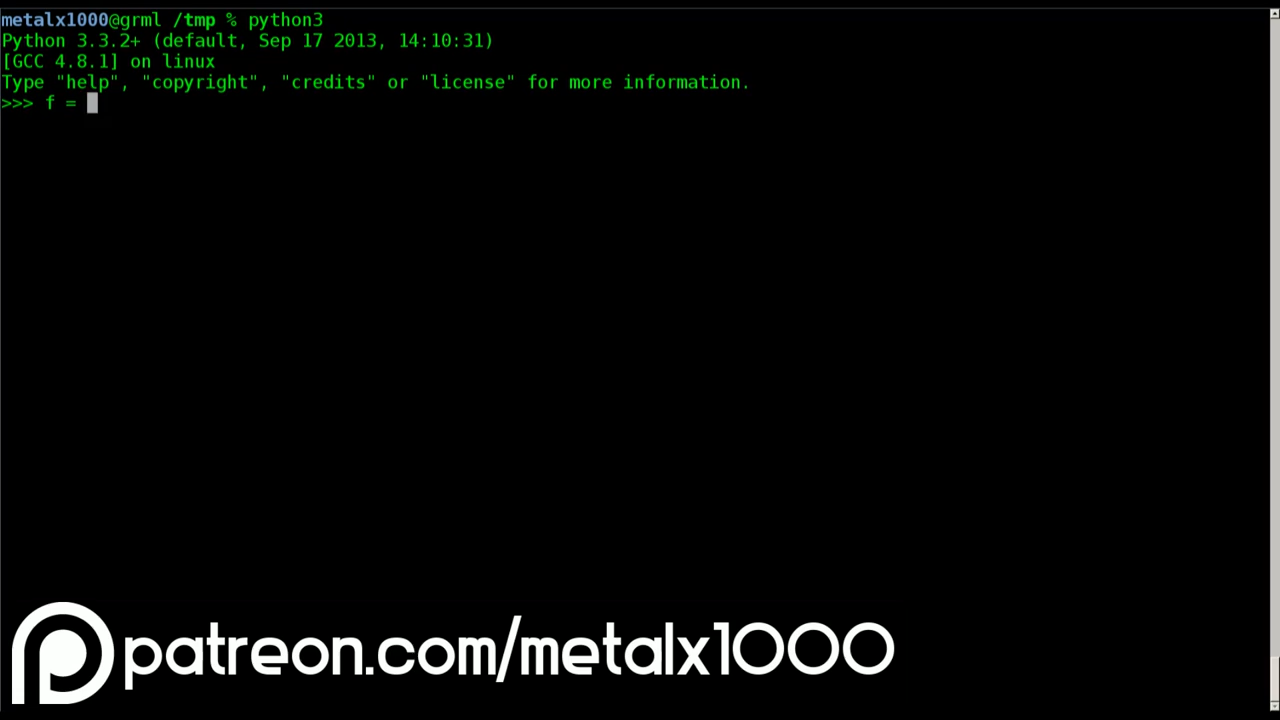 metalx1000@grml /tmp % python3
Python 3.3.2+ (default, Sep 17 2013, 14:10:31)
[GCC 4.8.1] on linux
Type "help", "copyright", "credits" or "license" for more information.
>>> f =
patreon.com/metalx1000